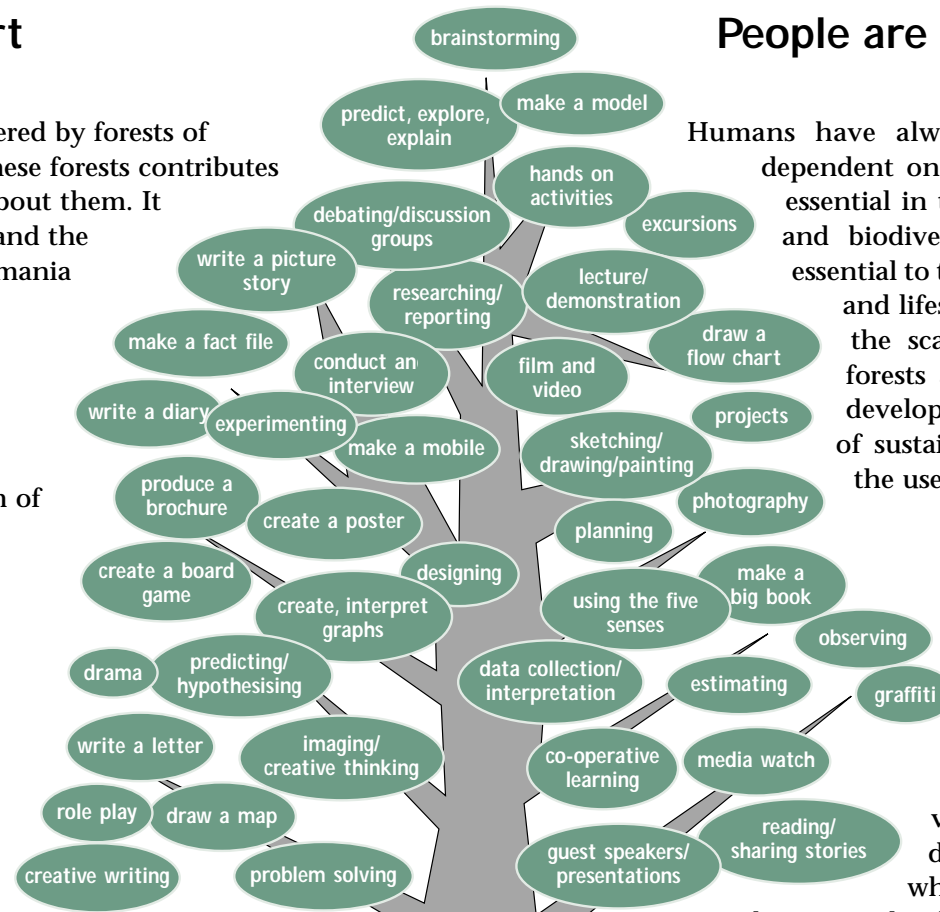 rt
ered by forests of
hese forests contributes
bout them. It
and the
mania
n of
brainstorming
predict, explore,
explain
make a model
hands on
activities
debating/discussion
groups
excursions
write a picture
story
researching/
reporting
lecture/
demonstration
make a fact file
conduct an
interview
film and
video
draw a
flow chart
write a diary
experimenting
make a mobile
sketching/
drawing/painting
projects
produce a
brochure
create a poster
planning
photography
create a board
game
designing
create, interpret
graphs
using the five
senses
make a
big book
observing
drama
predicting/
hypothesising
data collection/
interpretation
estimating
graffiti
write a letter
imaging/
creative thinking
co-operative
learning
media watch
role play
draw a map
reading/
sharing stories
creative writing
problem solving
guest speakers/
presentations
People are
Humans have alw
dependent on
essential in t
and biodive
essential to t
and lifes
the sca
forests
develop
of sustai
the use
v
d
wh